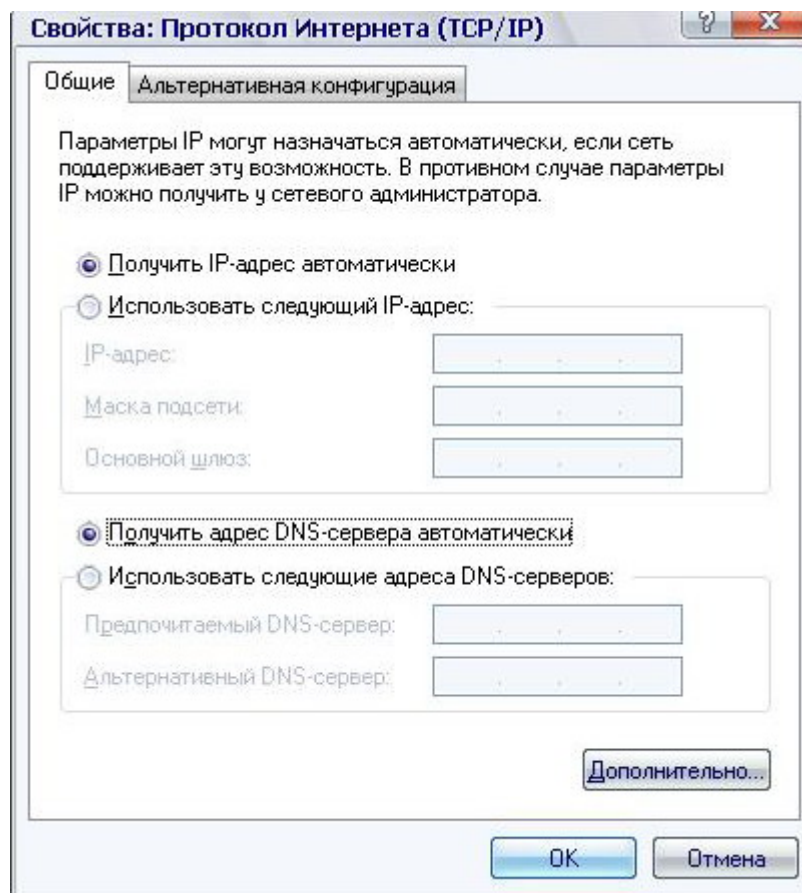 Свойства: Протокол Интернета (TCP/IP)
?
X
Общие
Альтернативная конфигурация
Параметры IP могут назначаться автоматически, если сеть
поддерживает эту возможность. В противном случае параметры
IP можно получить у сетевого администратора.
Получить IP-адрес автоматически
Использовать следующий IP-адрес:
IP-адрес:
Маска подсети:
Основной шлюз:
Получить адрес DNS-сервера автоматически
Использовать следующие адреса DNS-серверов:
Предпочитаемый DNS-сервер:
Альтернативный DNS-сервер:
Дополнительно...
OK
Отмена